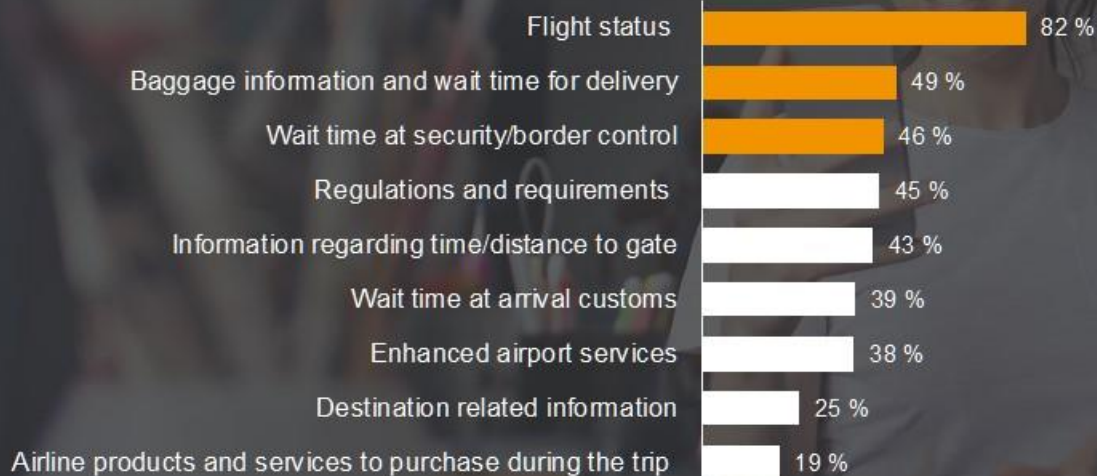 Flight status 82 %
Baggage information and wait time for delivery 49 %
Wait time at security/border control 46 %
Regulations and requirements 45 %
Information regarding time/distance to gate 43 %
Wait time at arrival customs 39 %
Enhanced airport services 38 %
Destination related information 25 %
Airline products and services to purchase during the trip 19 %